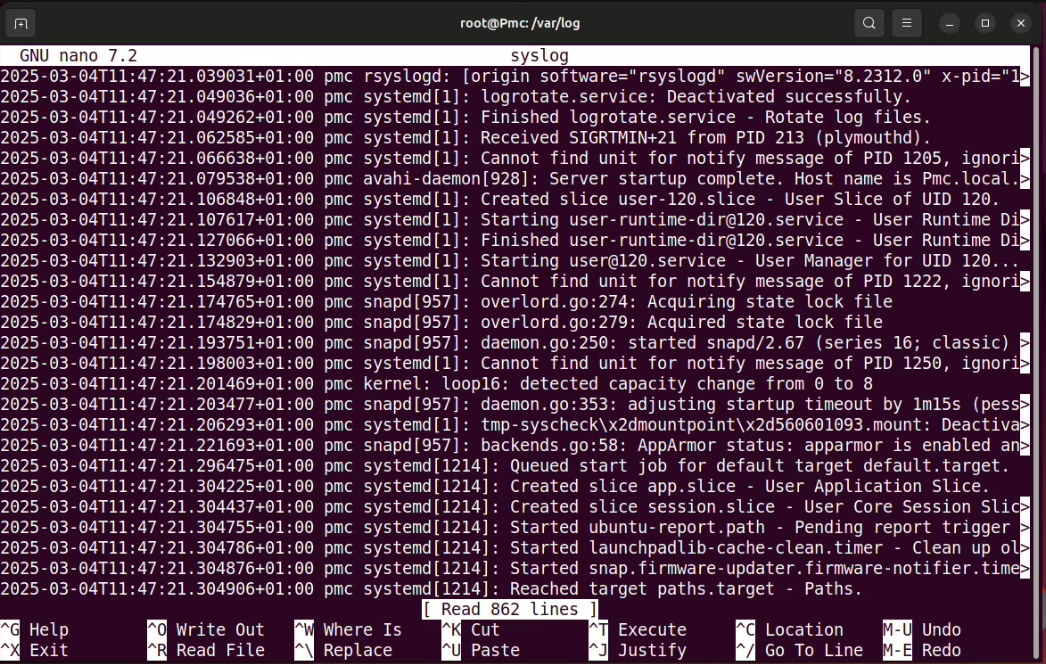 root@Pmc: /var/log
GNU nano 7.2 syslog
2025-03-04T11:47:21.039031+01:00 pmc rsyslogd: [origin software="rsyslogd" swVersion="8.2312.0" x-pid="1>
2025-03-04T11:47:21.049036+01:00 pmc systemd[1]: logrotate.service: Deactivated successfully.
2025-03-04T11:47:21.049262+01:00 pmc systemd[1]: Finished logrotate.service - Rotate log files.
2025-03-04T11:47:21.062585+01:00 pmc systemd[1]: Received SIGRTMIN+21 from PID 213 (plymouthd).
2025-03-04T11:47:21.066638+01:00 pmc systemd[1]: Cannot find unit for notify message of PID 1205, ignori>
2025-03-04T11:47:21.079538+01:00 pmc avahi-daemon[928]: Server startup complete. Host name is Pmc.local.>
2025-03-04T11:47:21.106848+01:00 pmc systemd[1]: Created slice user-120.slice - User Slice of UID 120.
2025-03-04T11:47:21.107617+01:00 pmc systemd[1]: Starting user-runtime-dir@120.service - User Runtime Di>
2025-03-04T11:47:21.127066+01:00 pmc systemd[1]: Finished user-runtime-dir@120.service - User Runtime Di>
2025-03-04T11:47:21.132903+01:00 pmc systemd[1]: Starting user@120.service - User Manager for UID 120...
2025-03-04T11:47:21.154879+01:00 pmc systemd[1]: Cannot find unit for notify message of PID 1222, ignori>
2025-03-04T11:47:21.174765+01:00 pmc snapd[957]: overlord.go:274: Acquiring state lock file
2025-03-04T11:47:21.174829+01:00 pmc snapd[957]: overlord.go:279: Acquired state lock file
2025-03-04T11:47:21.193751+01:00 pmc snapd[957]: daemon.go:250: started snapd/2.67 (series 16; classic) >
2025-03-04T11:47:21.198003+01:00 pmc systemd[1]: Cannot find unit for notify message of PID 1250, ignori>
2025-03-04T11:47:21.201469+01:00 pmc kernel: loop16: detected capacity change from 0 to 8
2025-03-04T11:47:21.203477+01:00 pmc snapd[957]: daemon.go:353: adjusting startup timeout by 1m15s (pess>
2025-03-04T11:47:21.206293+01:00 pmc systemd[1]: tmp-syscheck\x2dmountpoint\x2d560601093.mount: Deactiva>
2025-03-04T11:47:21.221693+01:00 pmc snapd[957]: backends.go:58: AppArmor status: apparmor is enabled an>
2025-03-04T11:47:21.296475+01:00 pmc systemd[1214]: Queued start job for default target default.target.
2025-03-04T11:47:21.304225+01:00 pmc systemd[1214]: Created slice app.slice - User Application Slice.
2025-03-04T11:47:21.304437+01:00 pmc systemd[1214]: Created slice session.slice - User Core Session Slic>
2025-03-04T11:47:21.304755+01:00 pmc systemd[1214]: Started ubuntu-report.path - Pending report trigger >
2025-03-04T11:47:21.304786+01:00 pmc systemd[1214]: Started launchpadlib-cache-clean.timer - Clean up ol>
2025-03-04T11:47:21.304876+01:00 pmc systemd[1214]: Started snap.firmware-updater.firmware-notifier.time>
2025-03-04T11:47:21.304906+01:00 pmc systemd[1214]: Reached target paths.target - Paths.
[ Read 862 lines ]
^G Help ^O Write Out ^W Where Is ^K Cut ^T Execute ^C Location M-U Undo
^X Exit ^R Read File ^\ Replace ^U Paste ^J Justify ^/ Go To Line M-E Redo